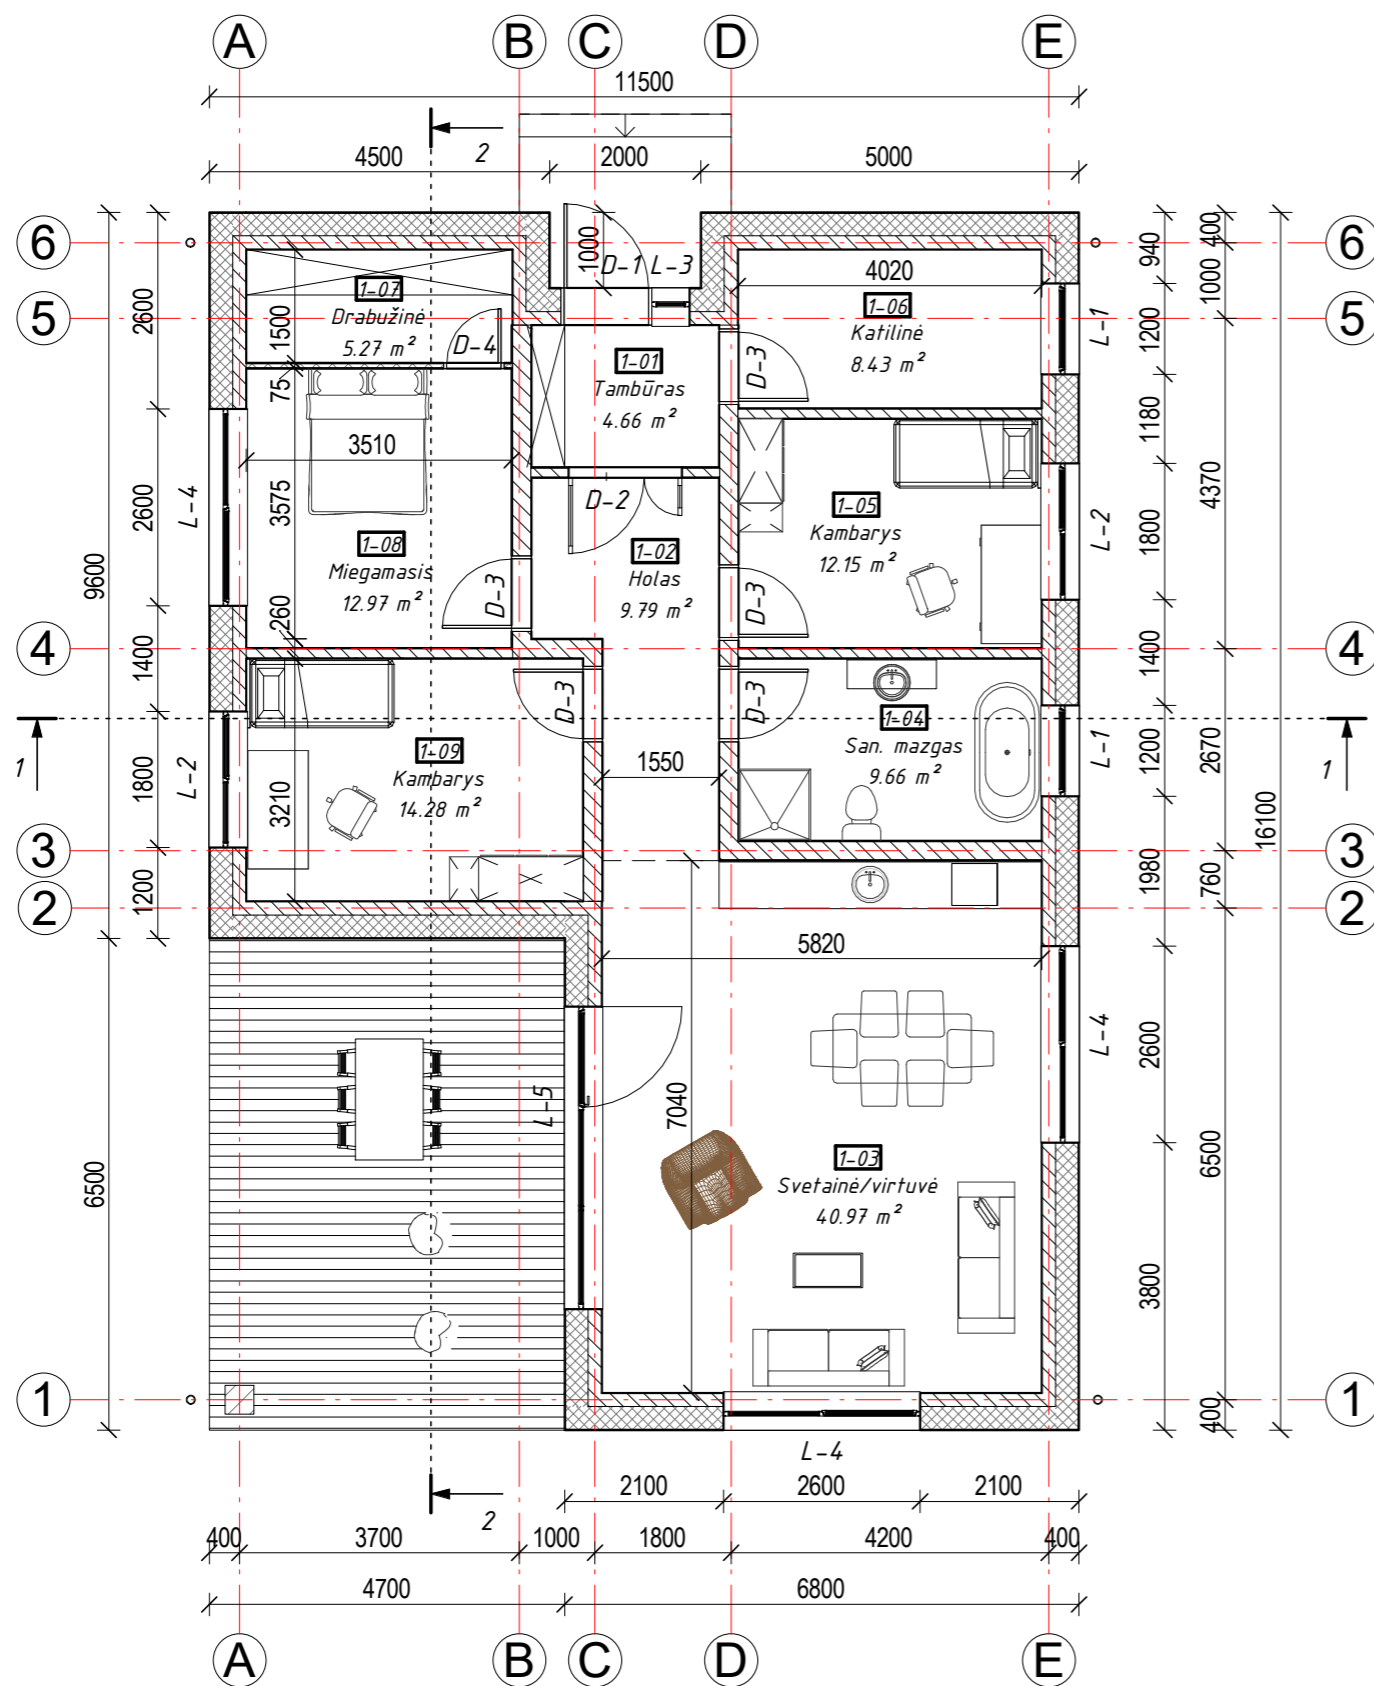 A B C D E
11500
4500 2000 5000
2
6 6
5 5
4 4
3 3
2 2
1 1
2600
2600
1400
1800
1200
9600
6500
L-4
L-2
1
1000
D-1 L-3
4020
1-07
Drabužinė
5.27 m²
1500
D-4
75
1-06
Katilinė
8.43 m²
D-3
1-01
Tambūras
4.66 m²
3510
3575
D-2
1-08
Miegamasis
12.97 m²
260
D-3
1-02
Holas
9.79 m²
1-05
Kambarys
12.15 m²
D-3
1-09
Kambarys
14.28 m²
3210
D-3
1550
D-3
1-04
San. mazgas
9.66 m²
5820
L-5
7040
1-03
Svetainė/virtuvė
40.97 m²
L-1
L-2
L-1
L-4
940
1200
1180
1800
1400
1200
1980
2600
3800
400
1000
4370
2670
760
6500
400
16100
1
L-4
2
2100 2600 2100
400 3700 1000 1800 4200 400
4700 6800
A B C D E